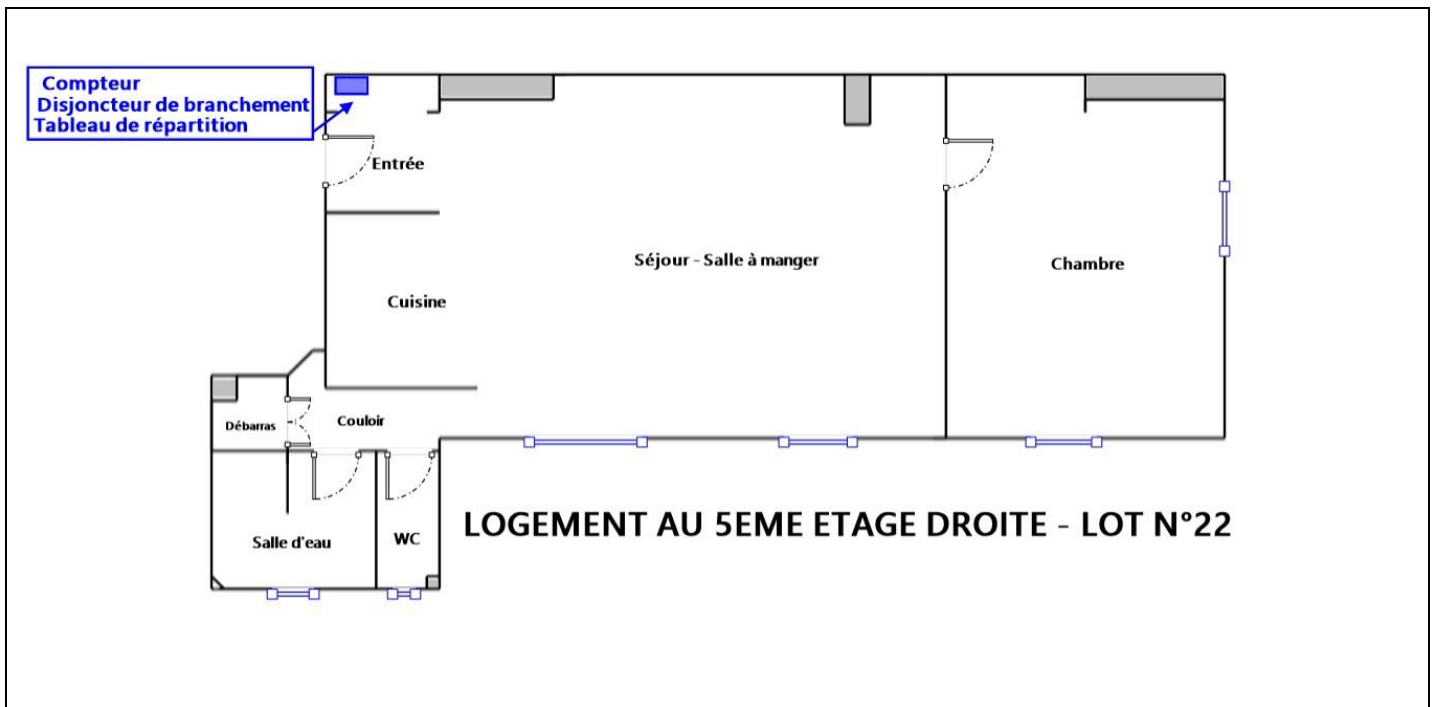 Compteur
Disjoncteur de branchement
Tableau de répartition
Entrée
Séjour - Salle à manger
Chambre
Cuisine
Débarras
Couloir
Salle d'eau
WC
LOGEMENT AU 5EME ETAGE DROITE - LOT N°22